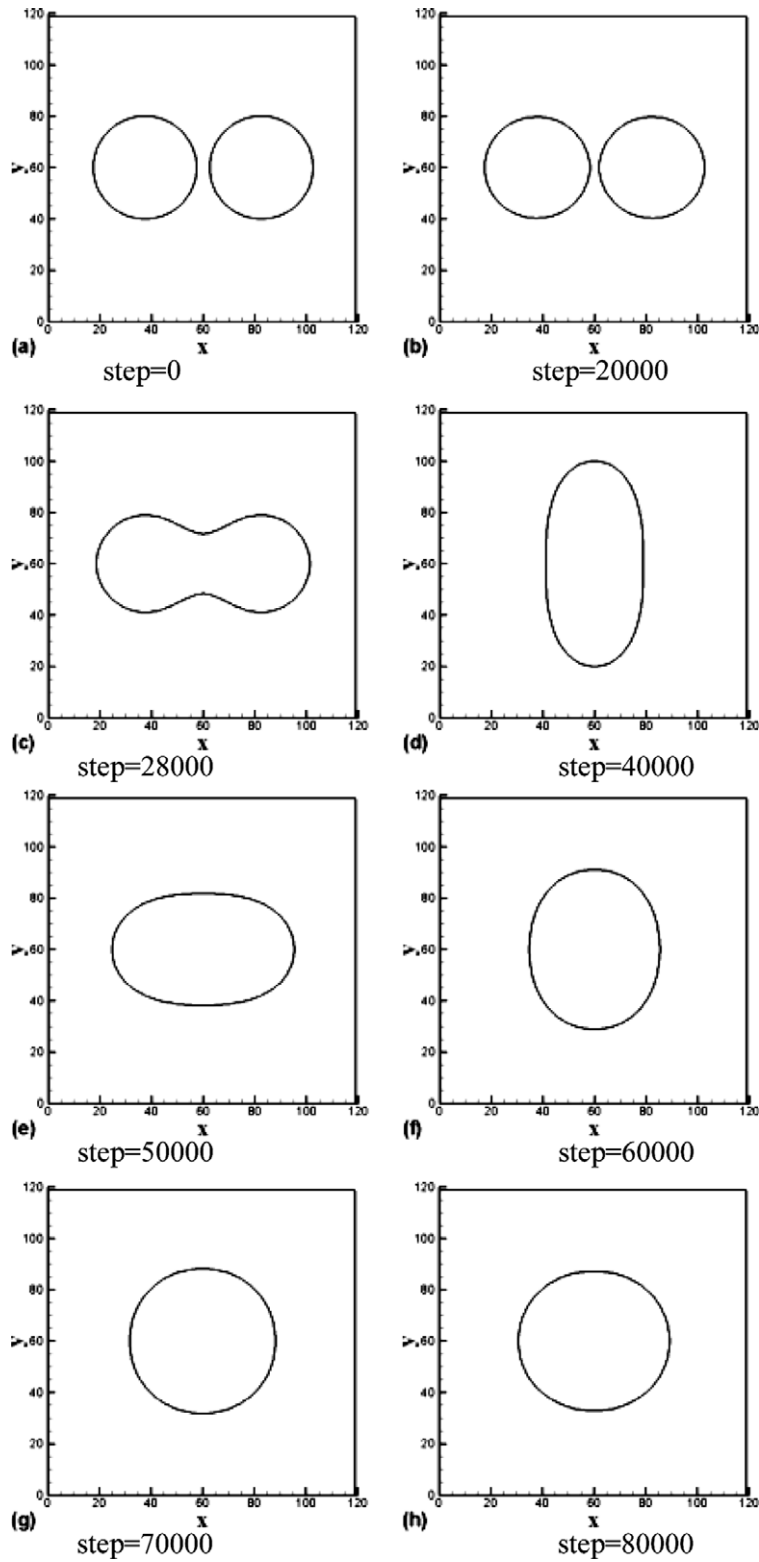 120 120
100 100
80 80
y 60 y 60
40 40
20 20
0 0
0 20 40 60 80 100 120 0 20 40 60 80 100 120
(a) x (b) x
step=0 step=20000
120 120
100 100
80 80
y 60 y 60
40 40
20 20
0 0
0 20 40 60 80 100 120 0 20 40 60 80 100 120
(c) x (d) x
step=28000 step=40000
120 120
100 100
80 80
y 60 y 60
40 40
20 20
0 0
0 20 40 60 80 100 120 0 20 40 60 80 100 120
(e) x (f) x
step=50000 step=60000
120 120
100 100
80 80
y 60 y 60
40 40
20 20
0 0
0 20 40 60 80 100 120 0 20 40 60 80 100 120
(g) x (h) x
step=70000 step=80000